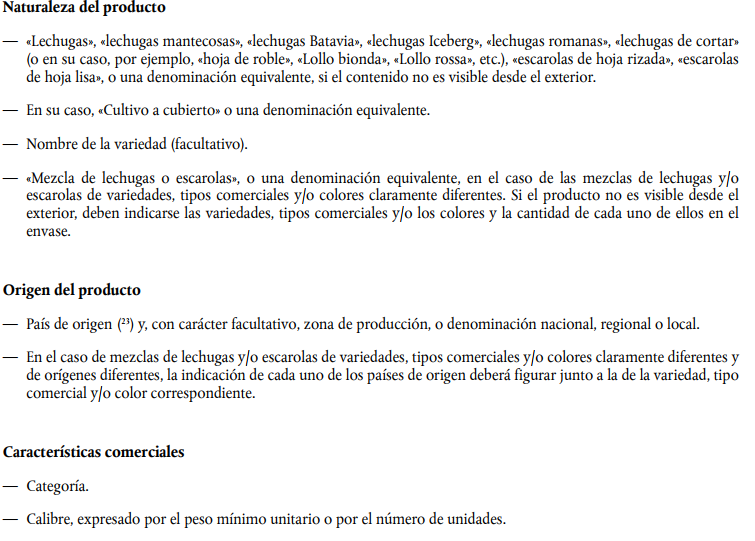 Naturaleza del producto
— «Lechugas», «lechugas mantecosas», «lechugas Batavia», «lechugas Iceberg», «lechugas romanas», «lechugas de cortar»
(o en su caso, por ejemplo, «hoja de roble», «Lollo bionda», «Lollo rossa», etc.), «escarolas de hoja rizada», «escarolas
de hoja lisa», o una denominación equivalente, si el contenido no es visible desde el exterior.
— En su caso, «Cultivo a cubierto» o una denominación equivalente.
— Nombre de la variedad (facultativo).
— «Mezcla de lechugas o escarolas», o una denominación equivalente, en el caso de las mezclas de lechugas y/o
escarolas de variedades, tipos comerciales y/o colores claramente diferentes. Si el producto no es visible desde el
exterior, deben indicarse las variedades, tipos comerciales y/o los colores y la cantidad de cada uno de ellos en el
envase.
Origen del producto
— País de origen (²³) y, con carácter facultativo, zona de producción, o denominación nacional, regional o local.
— En el caso de mezclas de lechugas y/o escarolas de variedades, tipos comerciales y/o colores claramente diferentes y
de orígenes diferentes, la indicación de cada uno de los países de origen deberá figurar junto a la de la variedad, tipo
comercial y/o color correspondiente.
Características comerciales
— Categoría.
— Calibre, expresado por el peso mínimo unitario o por el número de unidades.